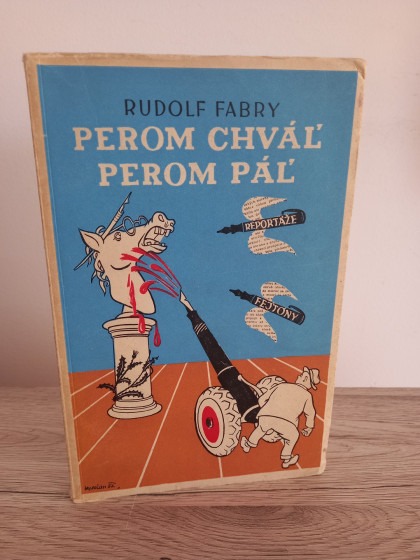 RUDOLF FABRY
PEROM CHVÁĽ
PEROM PÁĽ
REPORTÁŽE
FEJTÓNY